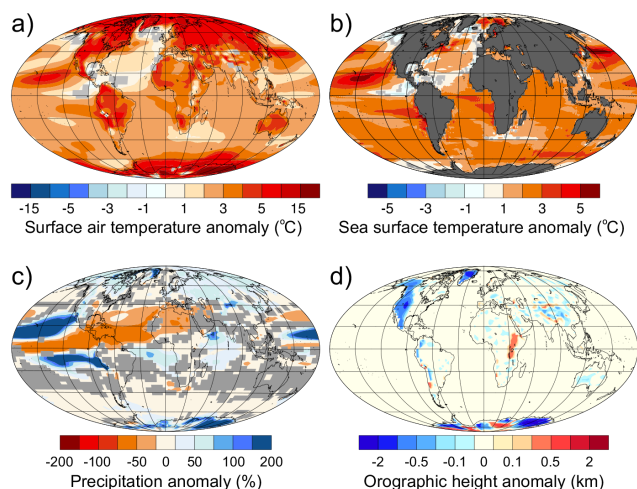 a)
b)
-15 -5 -3 -1 1 3 5 15
Surface air temperature anomaly (°C)
-5 -3 -1 1 3 5
Sea surface temperature anomaly (°C)
c)
d)
-200 -100 -50 0 50 100 200
Precipitation anomaly (%)
-2 -0.5 -0.1 0 0.1 0.5 2
Orographic height anomaly (km)